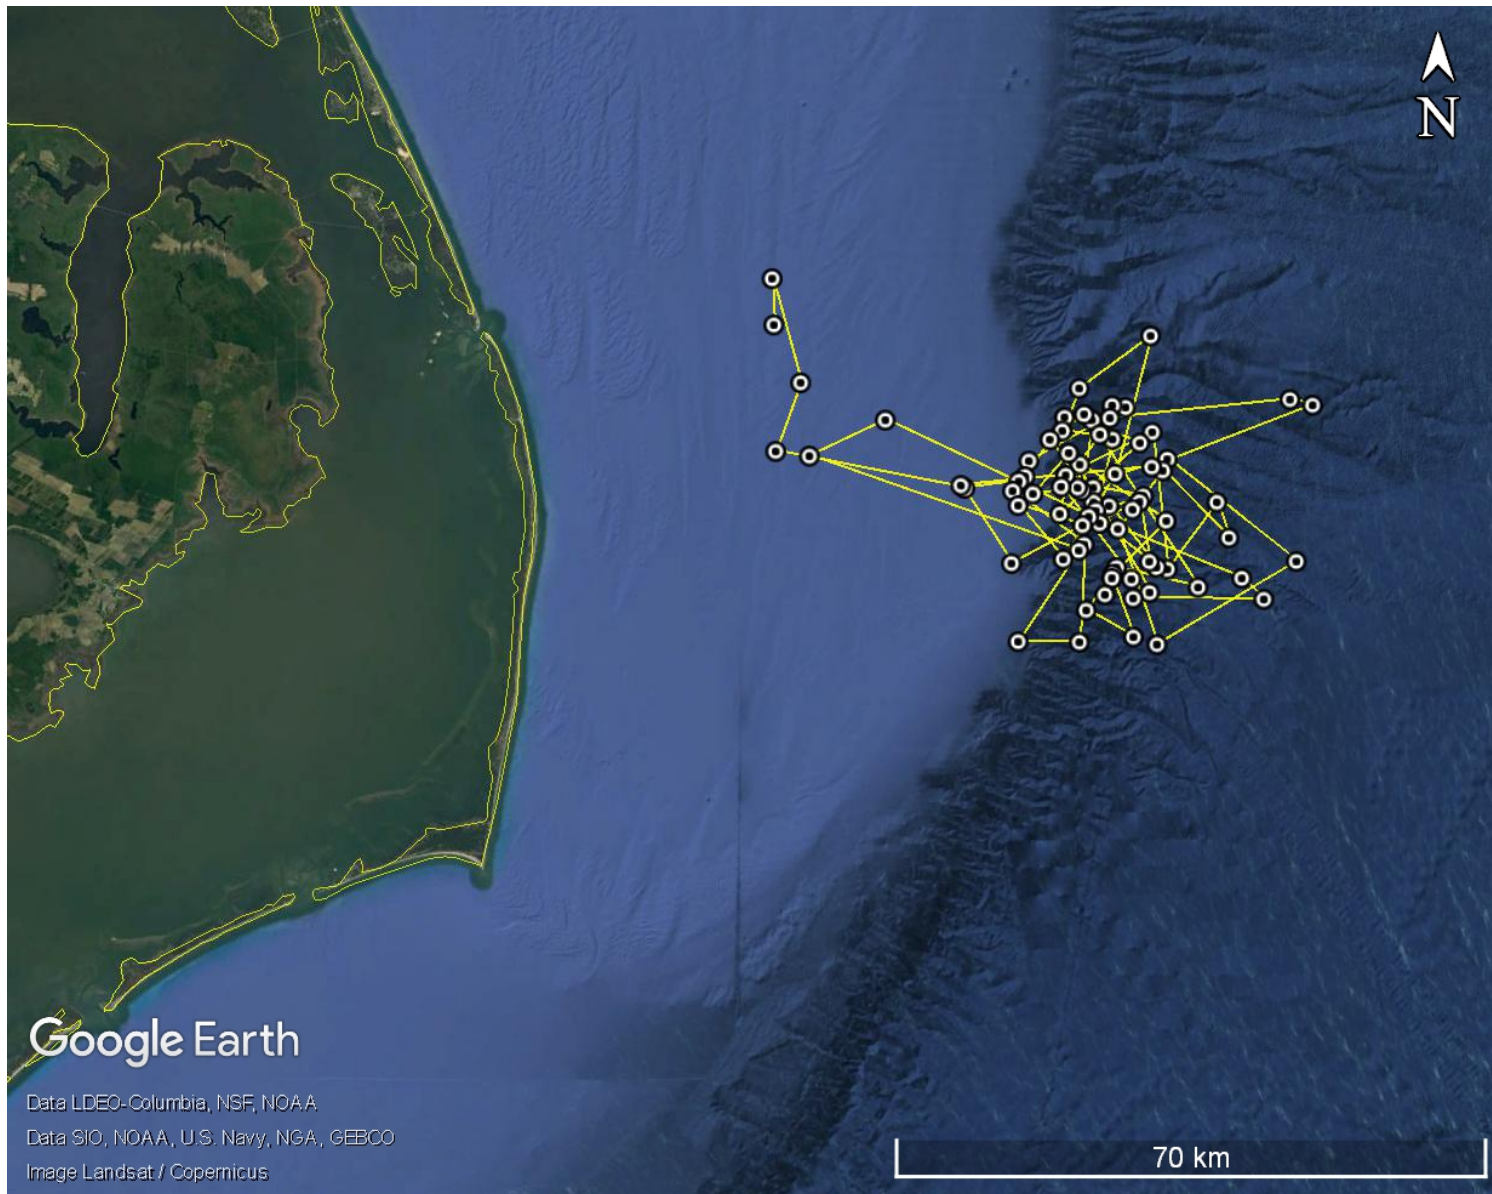 N
Google Earth
Data LDEO-Columbia, NSF, NOAA
Data SIO, NOAA, U.S. Navy, NGA, GEBCO
Image Landsat / Copernicus
70 km